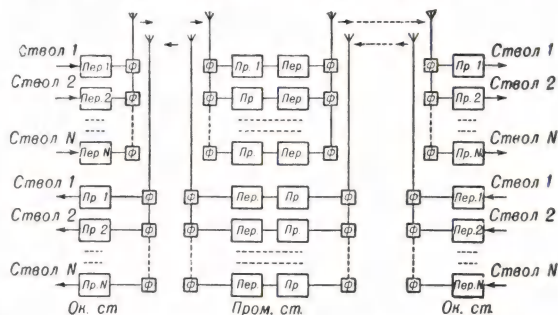 Ствол 1 Пер.1 Ф Ф Пр. 1 Пер. Ф Ф Пр. 1 Ствол 1
Ствол 2 Пер.2 Ф Ф Пр Пер. Ф Ф Пр.2 Ствол 2
Ствол N Пер N Ф Ф Пр. Пер Ф Ф Пр. N Ствол N
Ствол 1 Пр 1 Ф Ф Пер. Пр Ф Ф Пер.1 Ствол 1
Ствол 2 Пр 2 Ф Ф Пер. Пр Ф Ф Пер.2 Ствол 2
Ствол N Пр. N Ф Ф Пер. Пр Ф Ф Пер.N Ствол N
Ок. ст Пром. ст. Ок. ст.